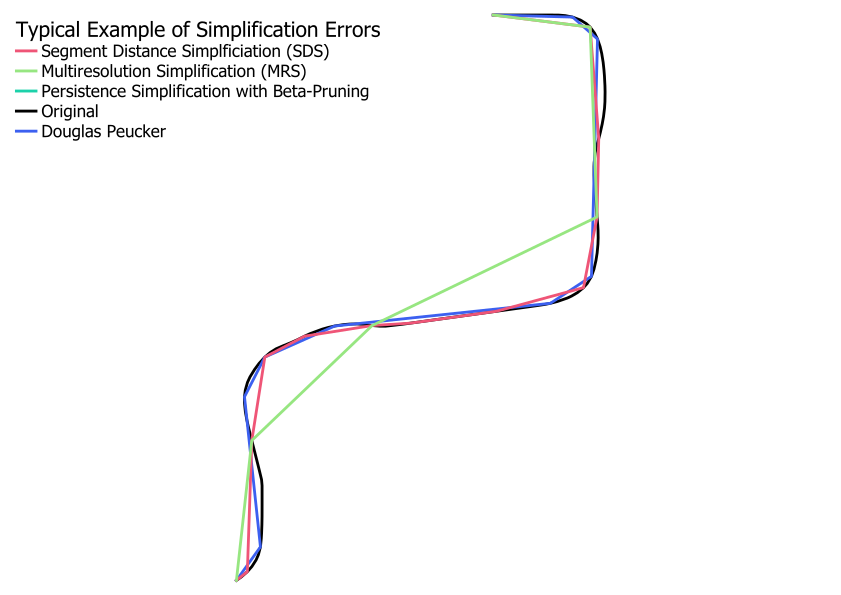 Typical Example of Simplification Errors
Segment Distance Simplficiation (SDS)
Multiresolution Simplification (MRS)
Persistence Simplification with Beta-Pruning
Original
Douglas Peucker